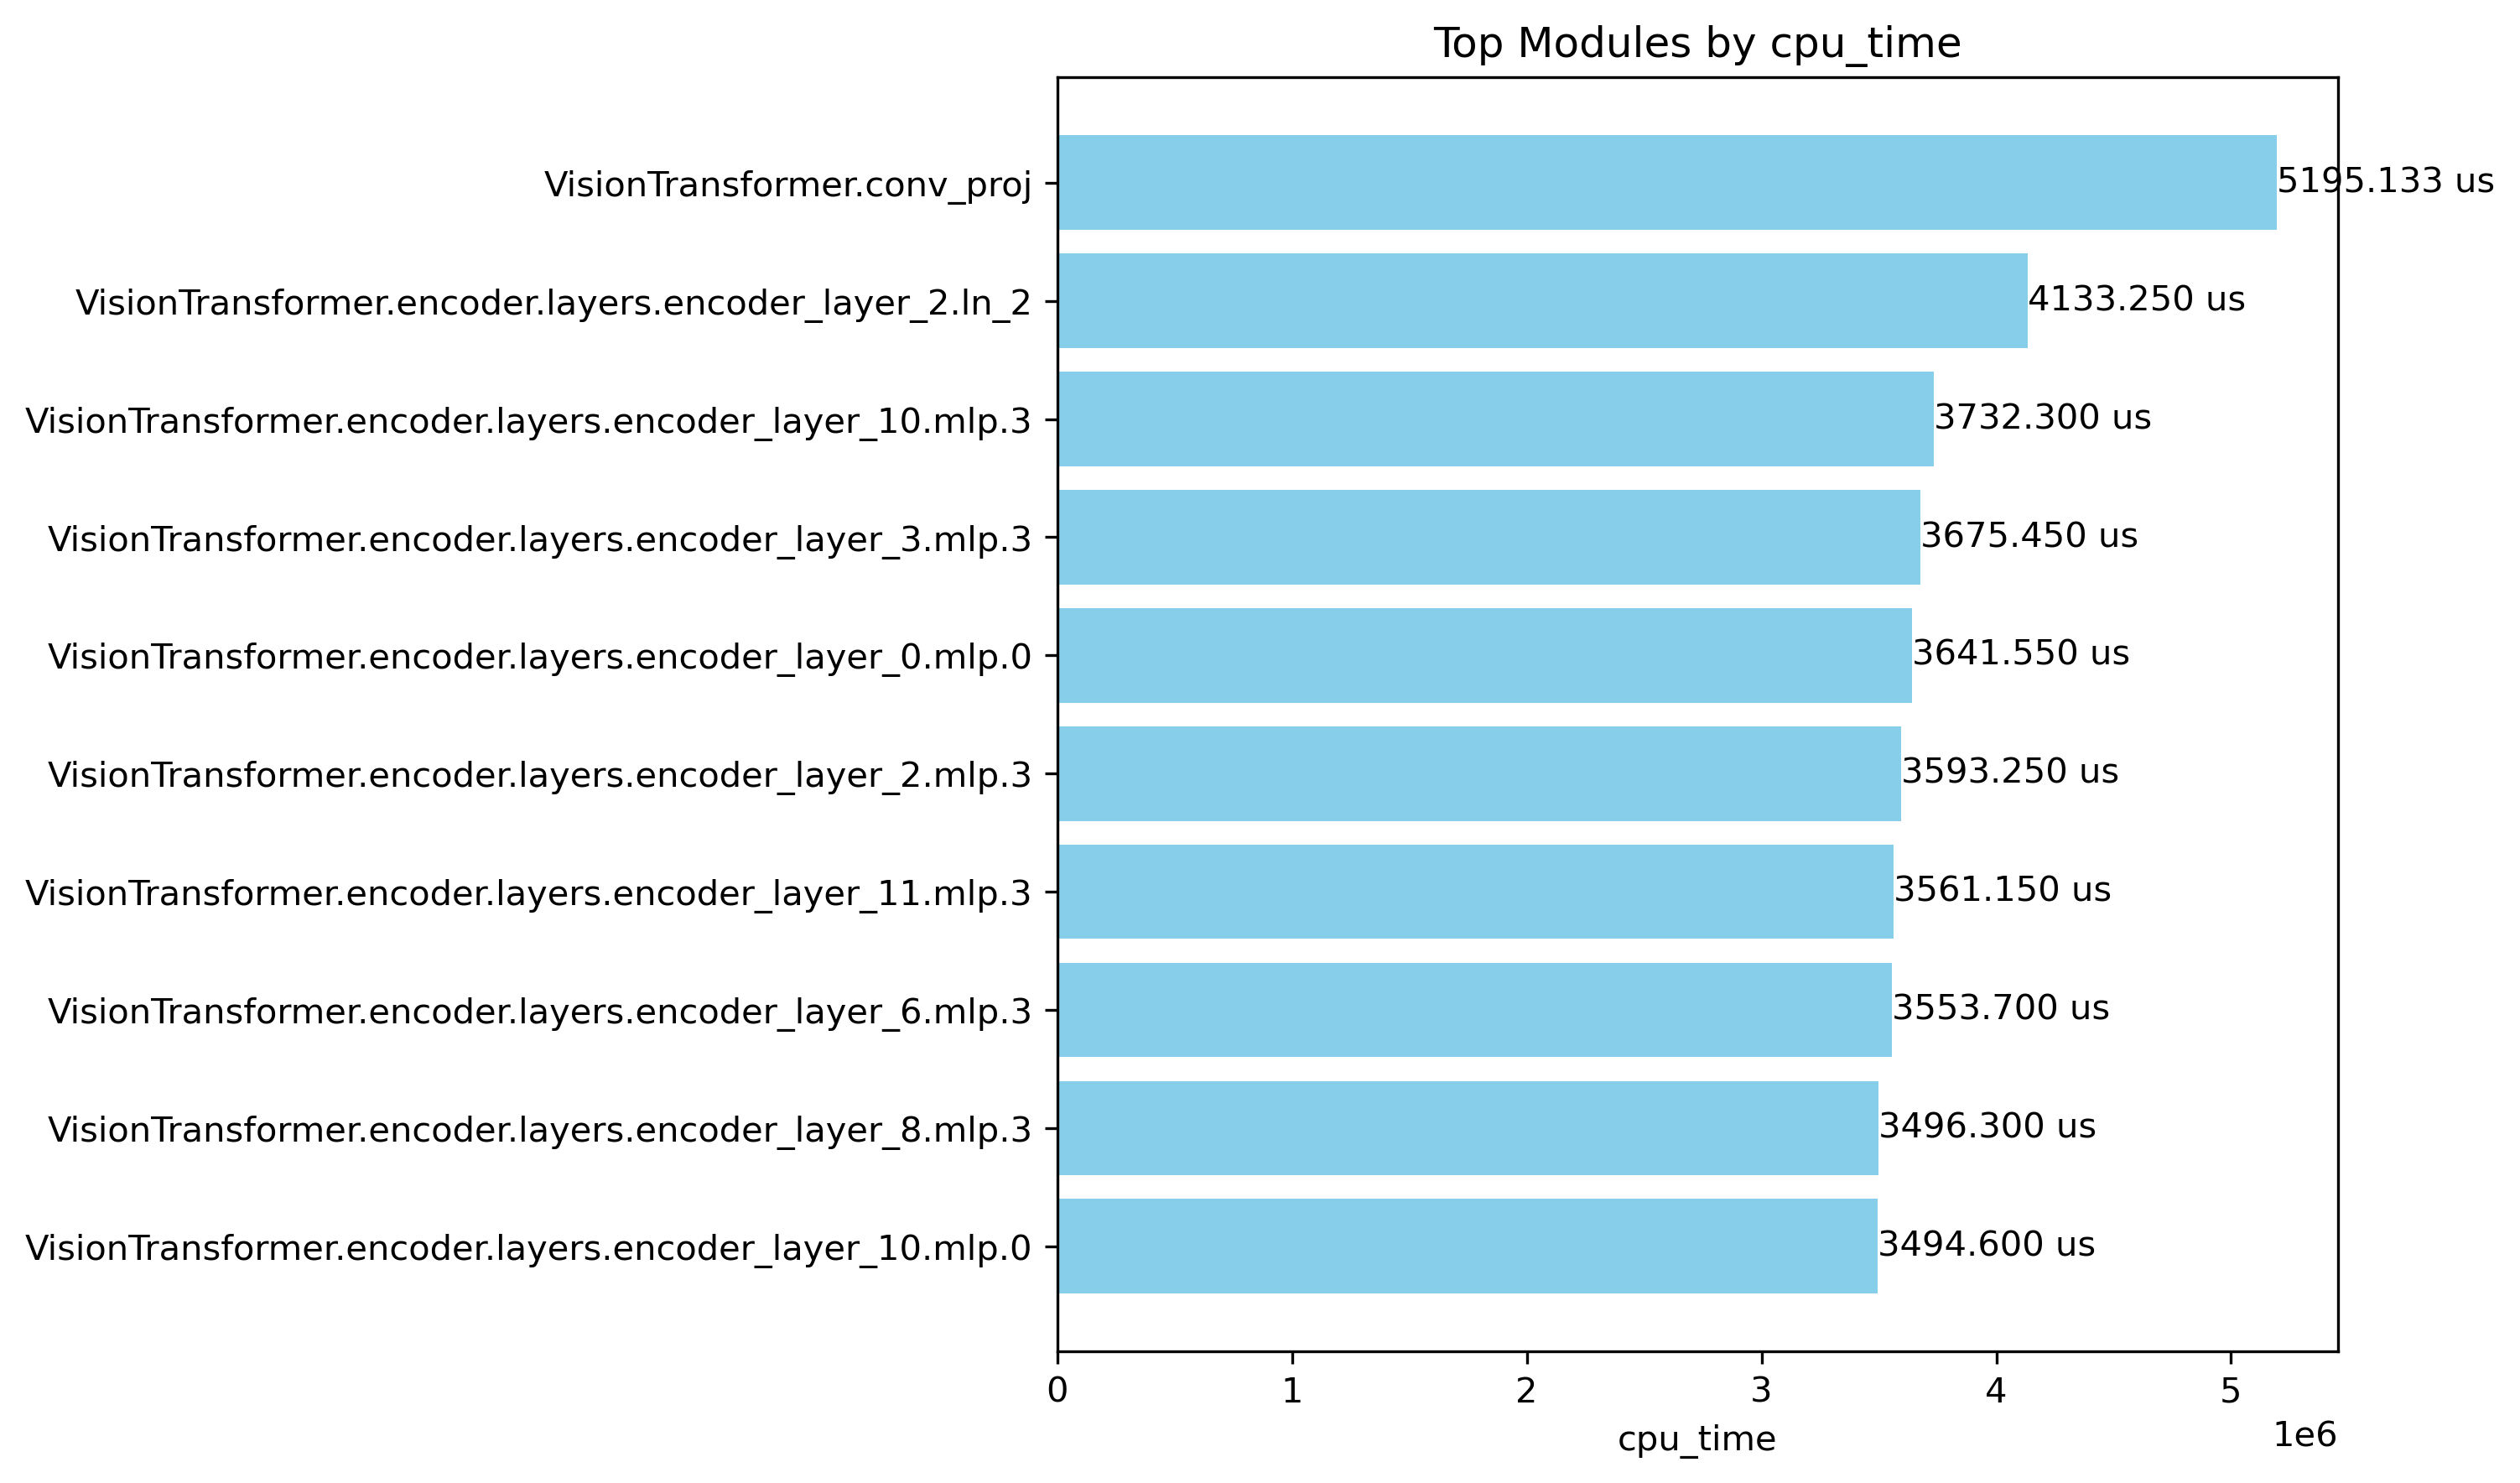 Top Modules by cpu_time
VisionTransformer.conv_proj 5195.133 us
VisionTransformer.encoder.layers.encoder_layer_2.ln_2 4133.250 us
VisionTransformer.encoder.layers.encoder_layer_10.mlp.3 3732.300 us
VisionTransformer.encoder.layers.encoder_layer_3.mlp.3 3675.450 us
VisionTransformer.encoder.layers.encoder_layer_0.mlp.0 3641.550 us
VisionTransformer.encoder.layers.encoder_layer_2.mlp.3 3593.250 us
VisionTransformer.encoder.layers.encoder_layer_11.mlp.3 3561.150 us
VisionTransformer.encoder.layers.encoder_layer_6.mlp.3 3553.700 us
VisionTransformer.encoder.layers.encoder_layer_8.mlp.3 3496.300 us
VisionTransformer.encoder.layers.encoder_layer_10.mlp.0 3494.600 us
0 1 2 3 4 5
1e6
cpu_time